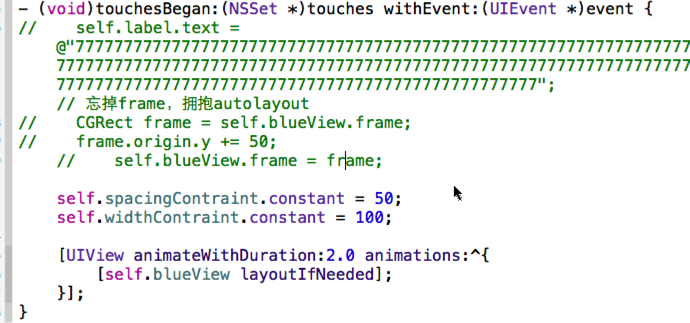 - (void)touchesBegan:(NSSet *)touches withEvent:(UIEvent *)event {
// self.label.text =
@"7777777777777777777777777777777777777777777777777777777777777
7777777777777777777777777777777777777777777777777777777777777777
77777777777777777777777777777777777777777777777777";
// 忘掉frame，拥抱autolayout
// CGRect frame = self.blueView.frame;
// frame.origin.y += 50;
// self.blueView.frame = frame;
self.spacingContraint.constant = 50;
self.widthContraint.constant = 100;
[UIView animateWithDuration:2.0 animations:^{
[self.blueView layoutIfNeeded];
}];
}